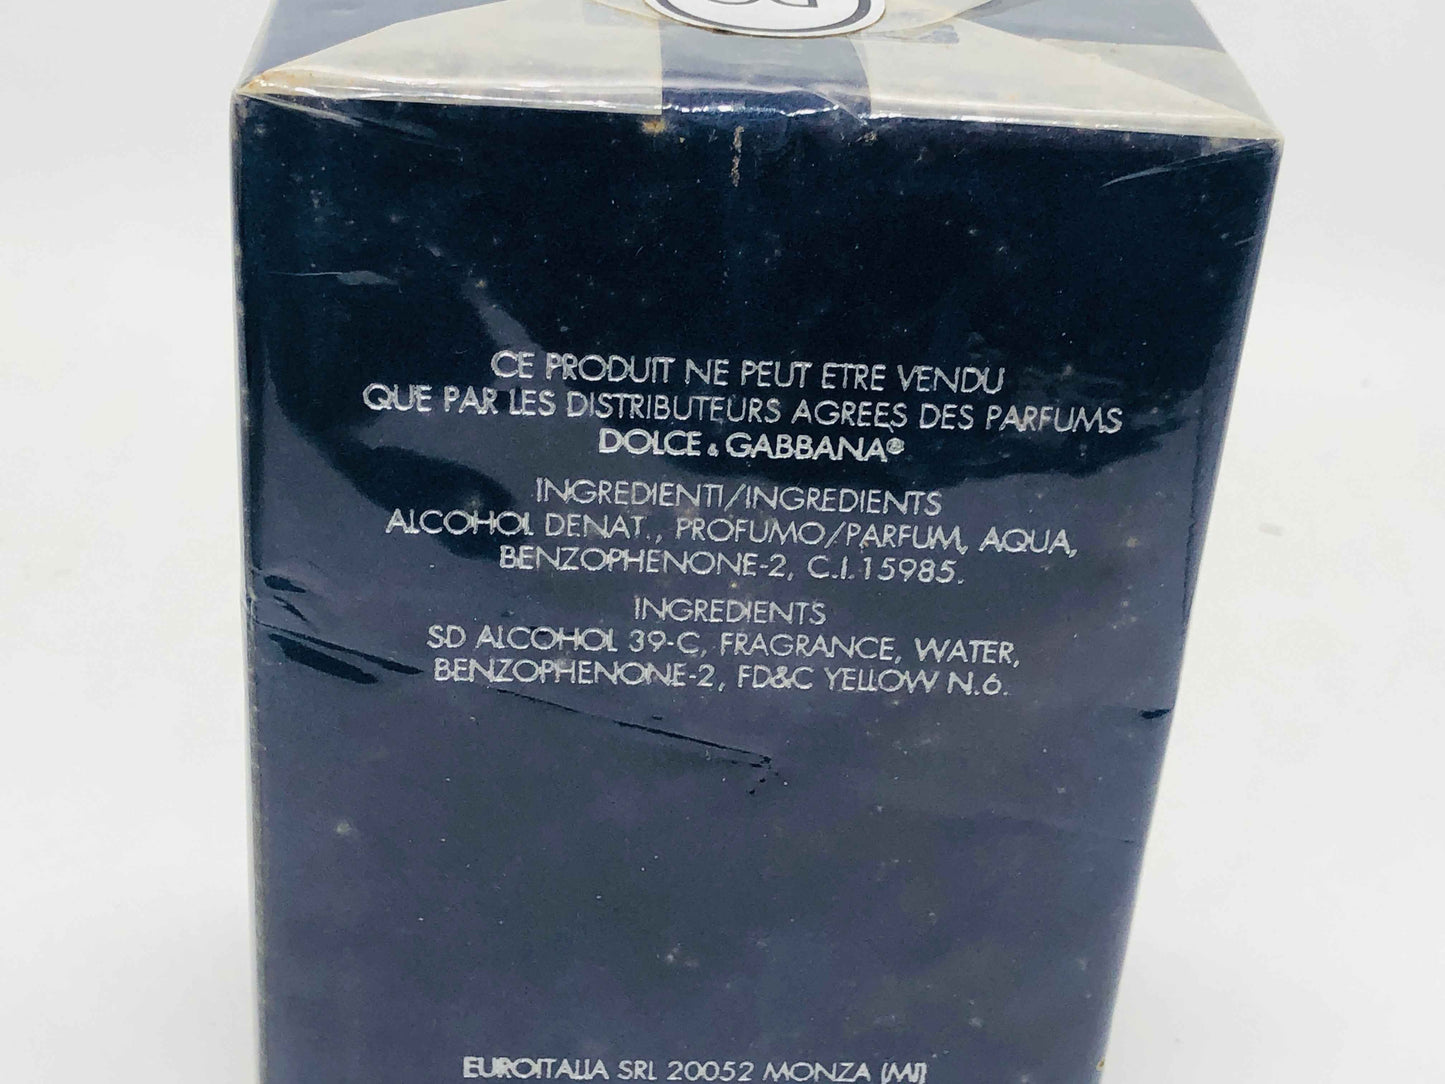 CE PRODUIT NE PEUT ETRE VENDU
QUE PAR LES DISTRIBUTEURS AGREES DES PARFUMS
DOLCE & GABBANA®
INGREDIENTI/INGREDIENTS
ALCOHOL DENAT., PROFUMO/PARFUM, AQUA,
BENZOPHENONE-2, C.I.15985.
INGREDIENTS
SD ALCOHOL 39-C, FRAGRANCE, WATER,
BENZOPHENONE-2, FD&C YELLOW N.6.
EUROITALIA SRL 20052 MONZA (MI)